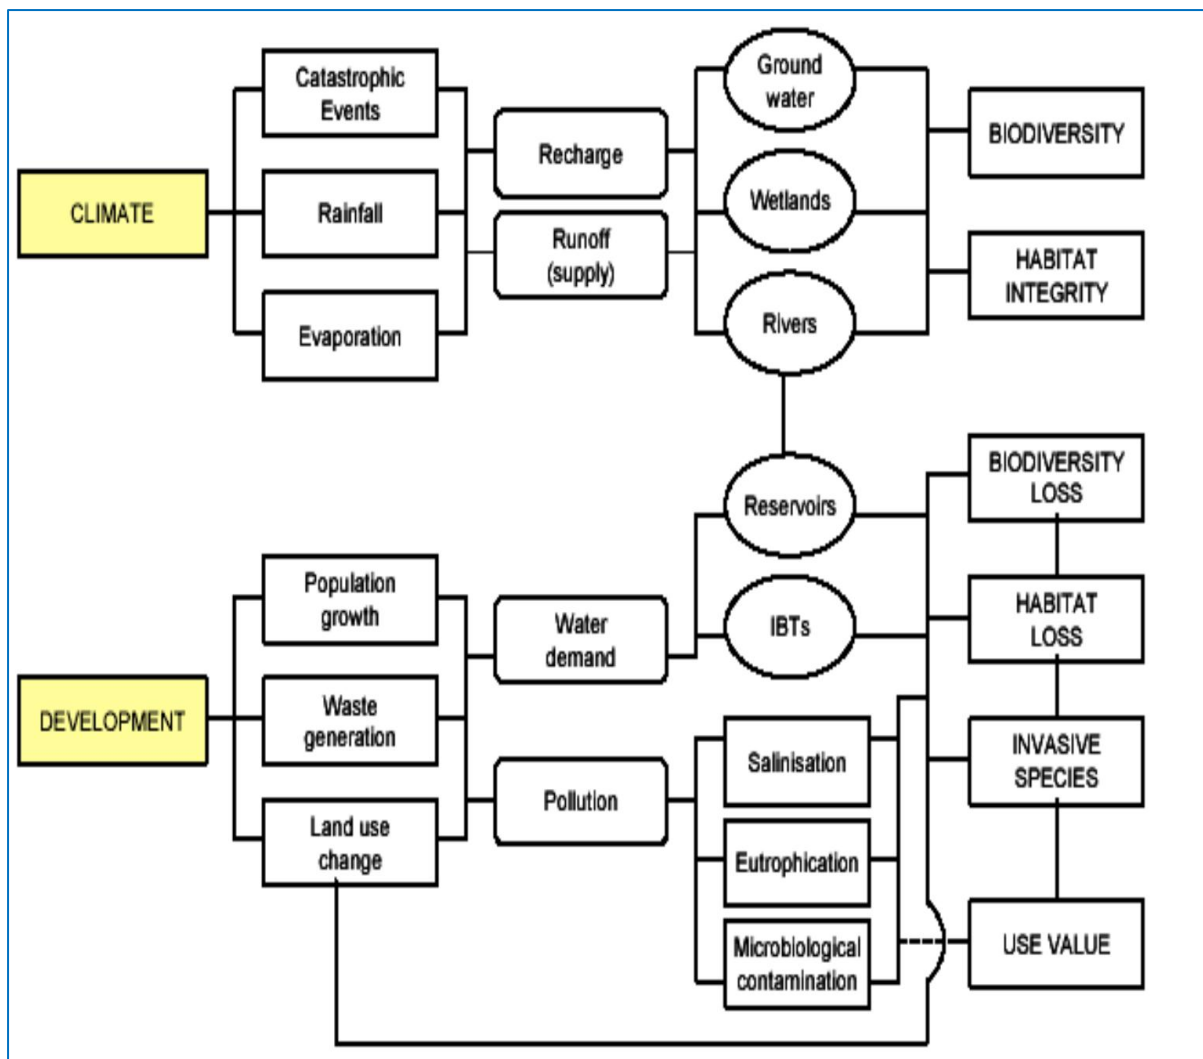 CLIMATE
Catastrophic
Events
Rainfall
Evaporation
Recharge
Runoff
(supply)
Ground
water
Wetlands
Rivers
BIODIVERSITY
HABITAT
INTEGRITY
DEVELOPMENT
Population
growth
Waste
generation
Land use
change
Water
demand
Pollution
Reservoirs
IBTs
Salinisation
Eutrophication
Microbiological
contamination
BIODIVERSITY
LOSS
HABITAT
LOSS
INVASIVE
SPECIES
USE VALUE